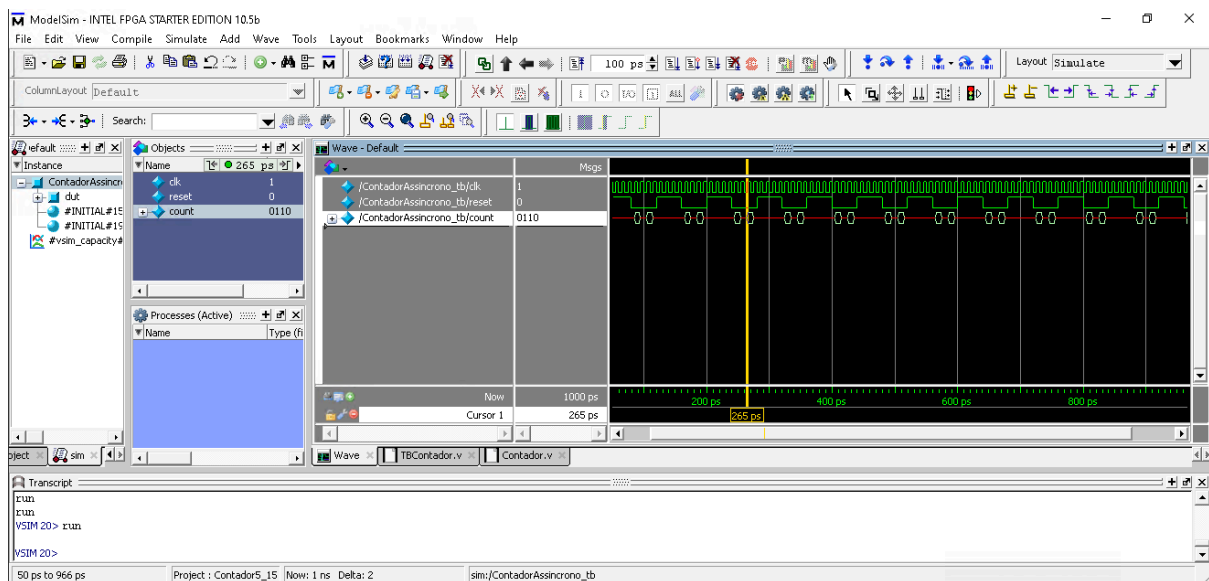 ModelSim - INTEL FPGA STARTER EDITION 10.5b
File Edit View Compile Simulate Add Wave Tools Layout Bookmarks Window Help
100 ps
Layout Simulate
ColumnLayout Default
Search:
Objects
Wave - Default
Instance
Name
265 ps
Msgs
ContadorAssincr
dut
#INITIAL#15
#INITIAL#19
#vsim_capacity#
clk 1
reset 0
count 0110
/ContadorAssincrono_tb/clk 1
/ContadorAssincrono_tb/reset 0
/ContadorAssincrono_tb/count 0110
Processes (Active)
Name Type (fi
Now 1000 ps
Cursor 1 265 ps
200 ps 400 ps 600 ps 800 ps
265 ps
sim
Wave TBContador.v Contador.v
Transcript
run
run
VSIM 20> run
VSIM 20>
50 ps to 966 ps Project : Contador5_15 Now: 1 ns Delta: 2 sim:/ContadorAssincrono_tb